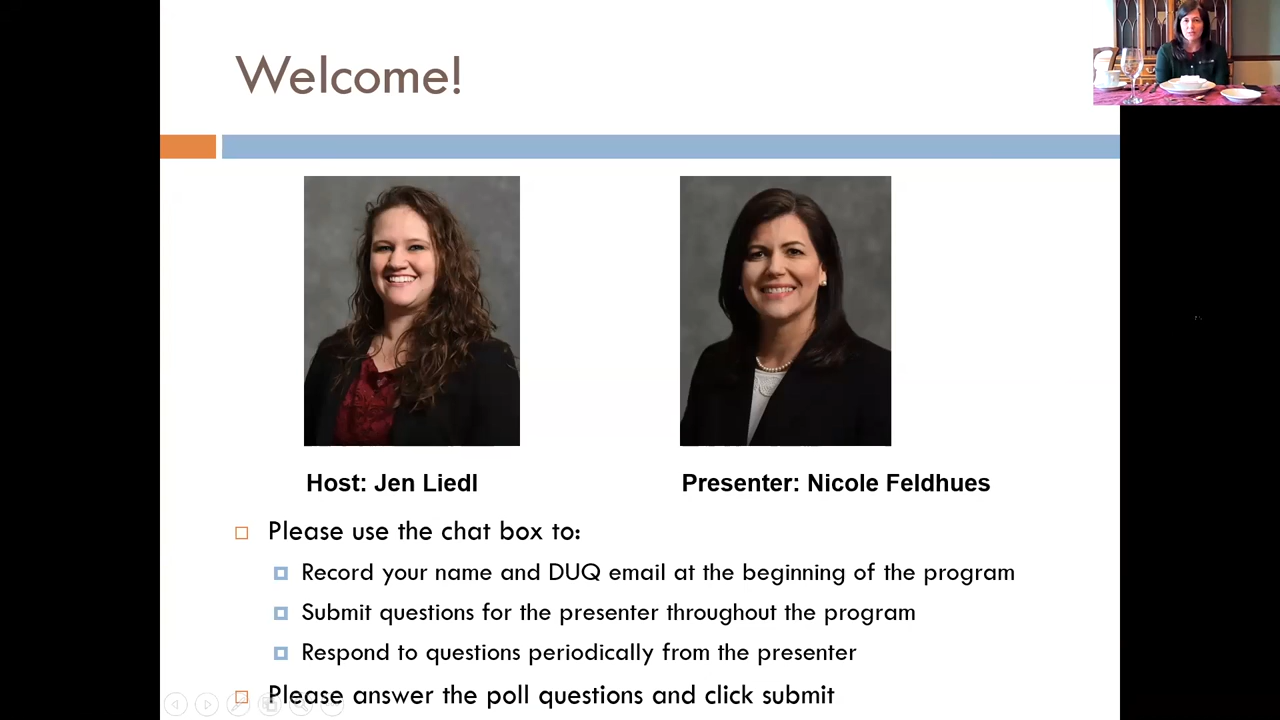 Welcome!
Host: Jen Liedl
Presenter: Nicole Feldhues
Please use the chat box to:
Record your name and DUQ email at the beginning of the program
Submit questions for the presenter throughout the program
Respond to questions periodically from the presenter
Please answer the poll questions and click submit